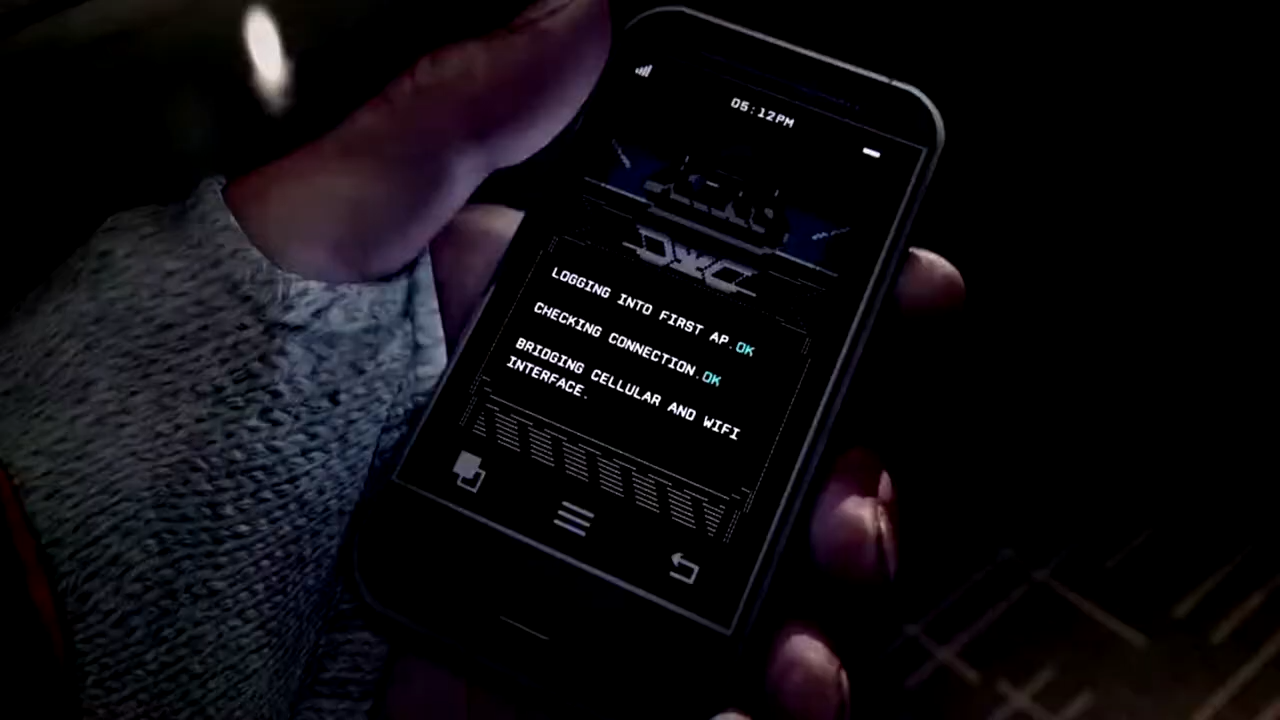 05:12PM
LOGGING INTO FIRST AP.OK
CHECKING CONNECTION.OK
BRIDGING CELLULAR AND WIFI
INTERFACE.